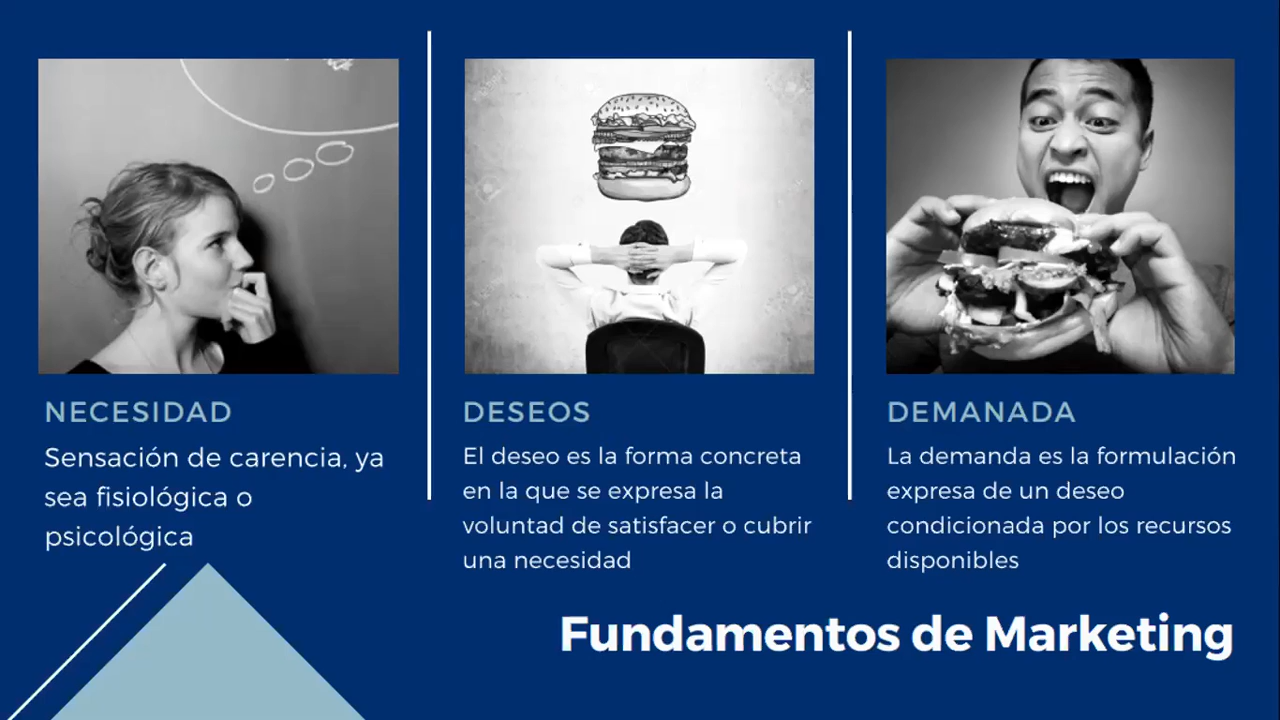 NECESIDAD
Sensación de carencia, ya
sea fisiológica o
psicológica
DESEOS
El deseo es la forma concreta
en la que se expresa la
voluntad de satisfacer o cubrir
una necesidad
DEMANADA
La demanda es la formulación
expresa de un deseo
condicionada por los recursos
disponibles
Fundamentos de Marketing